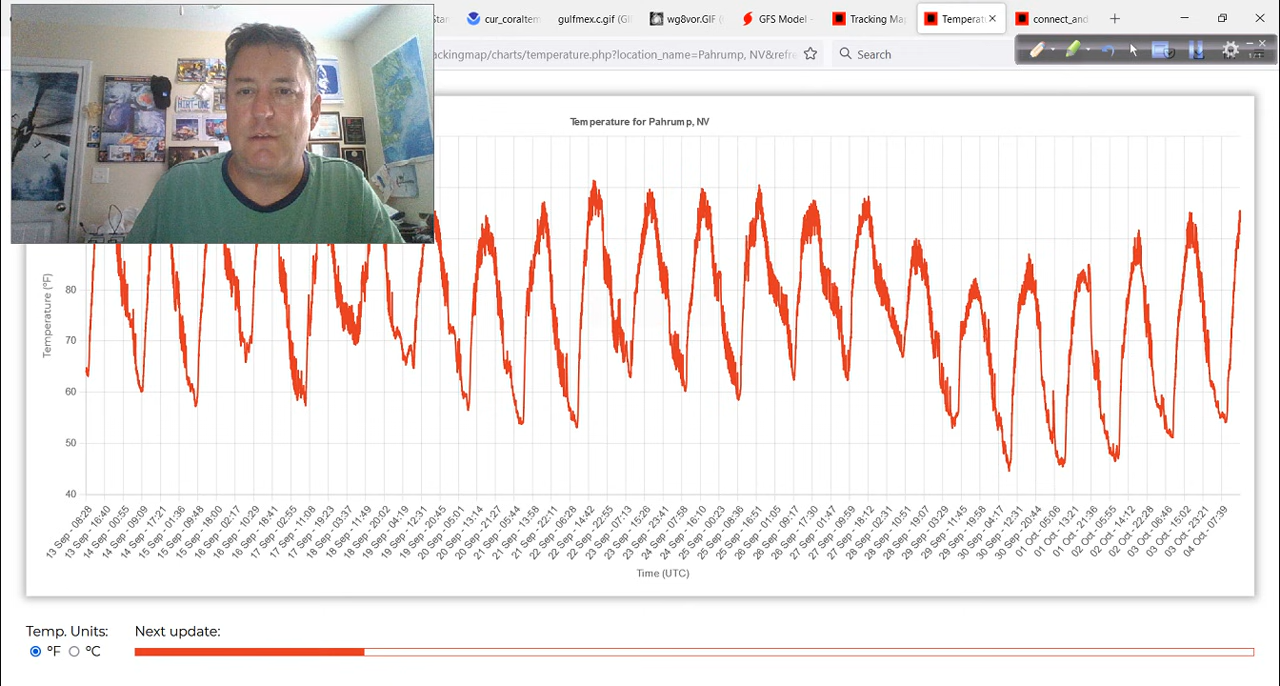 cur_coraltem
gulfmex.c.gif (GI
wg8vor.GIF
GFS Model -
Tracking Ma
Temperat
connect_and
ackingmap/charts/temperature.php?location_name=Pahrump, NV&refre
Search
HIRT-ONE
Temperature for Pahrump, NV
Temperature (ºF)
80
70
60
50
40
13 Sep - 08:28
13 Sep - 16:40
14 Sep - 00:55
14 Sep - 09:09
14 Sep - 17:21
15 Sep - 01:36
15 Sep - 09:48
15 Sep - 18:00
16 Sep - 02:17
16 Sep - 10:29
16 Sep - 18:41
17 Sep - 02:55
17 Sep - 11:08
17 Sep - 19:23
18 Sep - 03:37
18 Sep - 11:49
18 Sep - 20:02
19 Sep - 04:19
19 Sep - 12:31
19 Sep - 20:45
20 Sep - 05:01
20 Sep - 13:14
20 Sep - 21:27
21 Sep - 05:44
21 Sep - 13:58
21 Sep - 22:11
22 Sep - 06:28
22 Sep - 14:42
22 Sep - 22:55
23 Sep - 07:13
23 Sep - 15:26
23 Sep - 23:41
24 Sep - 07:58
24 Sep - 16:10
25 Sep - 00:23
25 Sep - 08:36
25 Sep - 16:51
26 Sep - 01:05
26 Sep - 09:17
26 Sep - 17:30
27 Sep - 01:47
27 Sep - 09:59
27 Sep - 18:12
28 Sep - 02:31
28 Sep - 10:51
28 Sep - 19:07
29 Sep - 03:29
29 Sep - 11:45
29 Sep - 19:58
30 Sep - 04:17
30 Sep - 12:31
30 Sep - 20:44
01 Oct - 05:06
01 Oct - 13:21
01 Oct - 21:36
02 Oct - 05:55
02 Oct - 14:12
02 Oct - 22:28
03 Oct - 06:46
03 Oct - 15:02
03 Oct - 23:21
04 Oct - 07:39
Time (UTC)
Temp. Units:
Next update:
ºF ºC